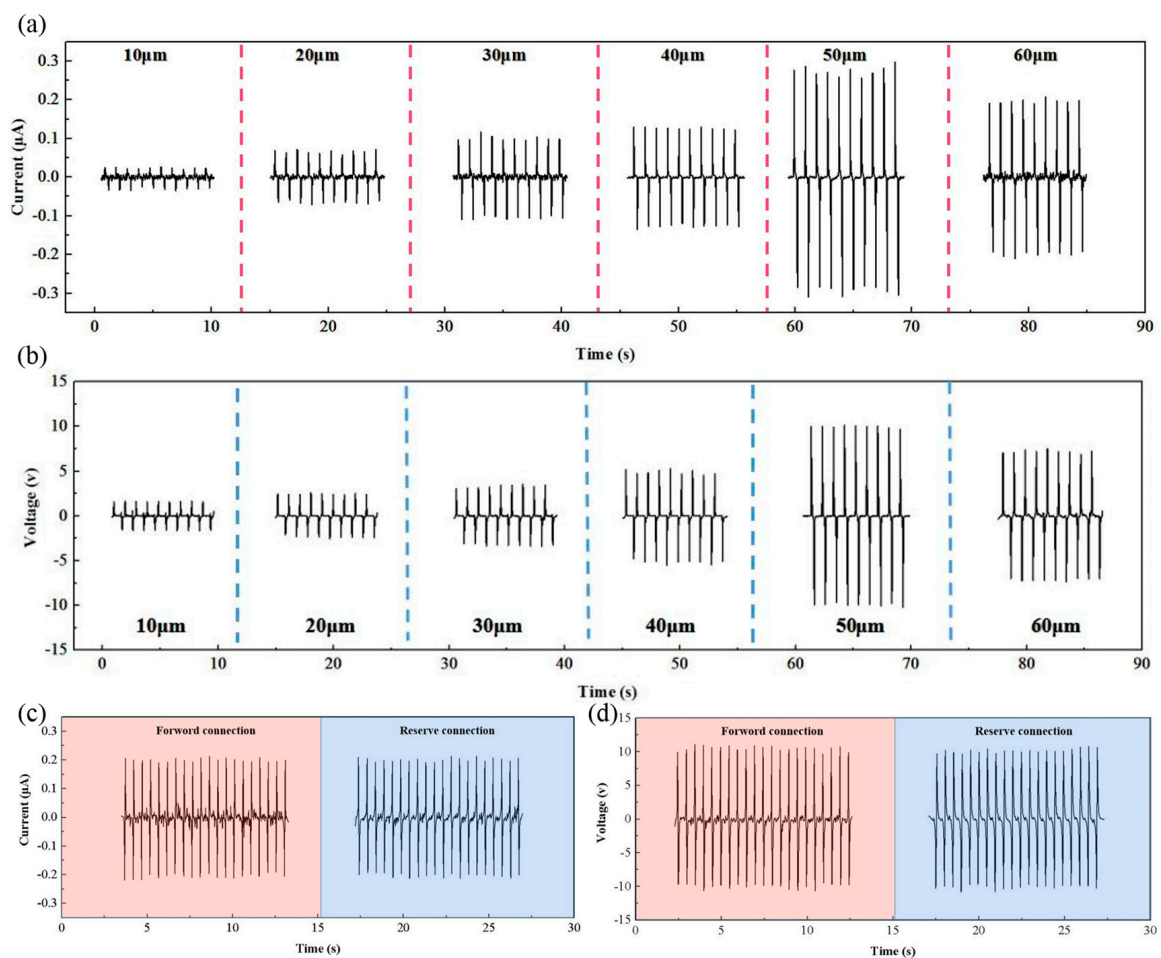 (a)
10μm 20μm 30μm 40μm 50μm 60μm
0.3
0.2
0.1
0.0
-0.1
-0.2
-0.3
Current (μA)
0 10 20 30 40 50 60 70 80 90
Time (s)
(b)
15
10
5
0
-5
-10
-15
Voltage (v)
10μm 20μm 30μm 40μm 50μm 60μm
0 10 20 30 40 50 60 70 80 90
Time (s)
(c)
Forword connection Reserve connection
0.3
0.2
0.1
0.0
-0.1
-0.2
-0.3
Current (μA)
0 5 10 15 20 25 30
Time (s)
(d)
Forword connection Reserve connection
15
10
5
0
-5
-10
-15
Voltage (v)
0 5 10 15 20 25 30
Time (s)